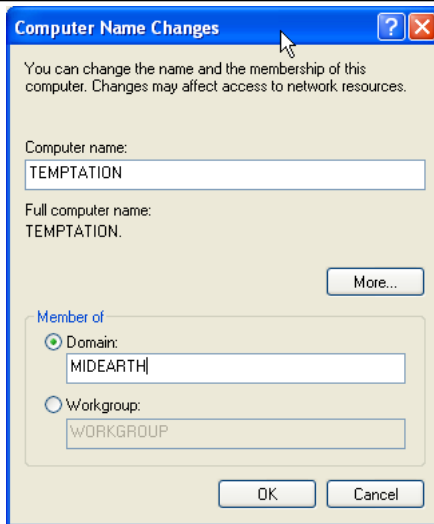 Computer Name Changes
You can change the name and the membership of this
computer. Changes may affect access to network resources.
Computer name:
TEMPTATION
Full computer name:
TEMPTATION.
More...
Member of
Domain:
MIDEARTH
Workgroup:
WORKGROUP
OK Cancel